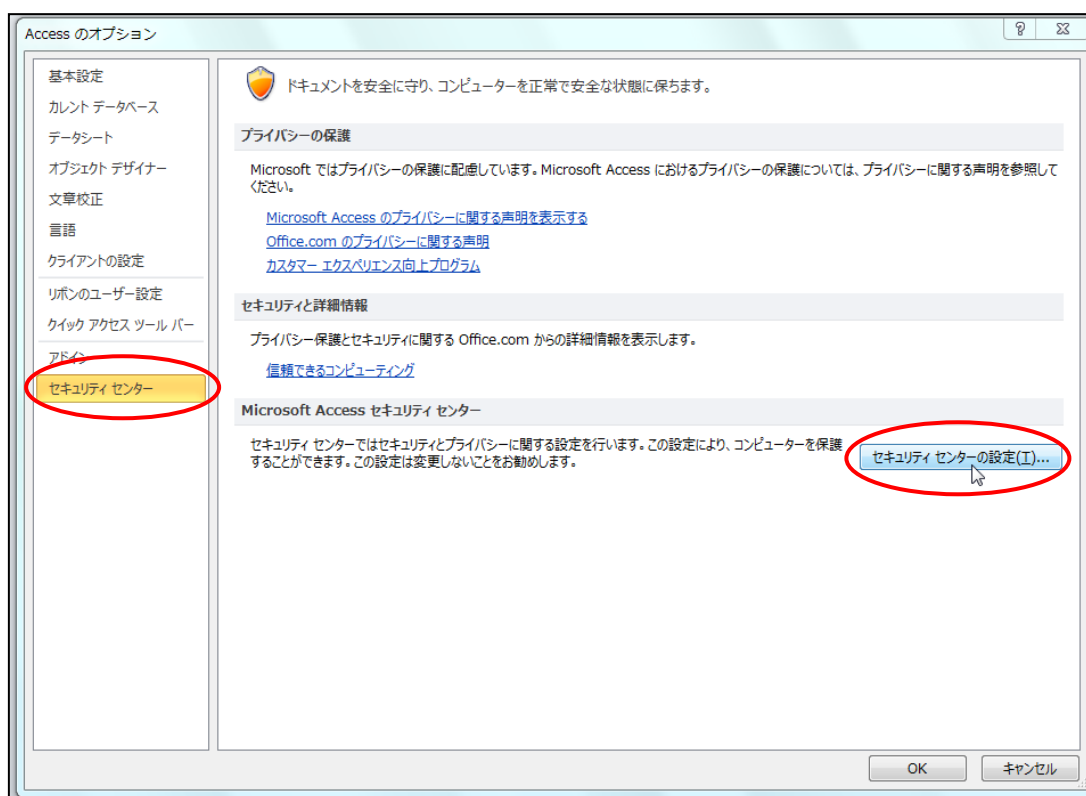 Access のオプション
基本設定
カレント データベース
データシート
オブジェクト デザイナー
文章校正
言語
クライアントの設定
リボンのユーザー設定
クイック アクセス ツール バー
アドイン
セキュリティ センター
ドキュメントを安全に守り、コンピューターを正常で安全な状態に保ちます。
プライバシーの保護
Microsoft ではプライバシーの保護に配慮しています。Microsoft Access におけるプライバシーの保護については、プライバシーに関する声明を参照して
ください。
Microsoft Access のプライバシーに関する声明を表示する
Office.com のプライバシーに関する声明
カスタマー エクスペリエンス向上プログラム
セキュリティと詳細情報
プライバシー保護とセキュリティに関する Office.com からの詳細情報を表示します。
信頼できるコンピューティング
Microsoft Access セキュリティ センター
セキュリティ センターではセキュリティとプライバシーに関する設定を行います。この設定により、コンピューターを保護
することができます。この設定は変更しないことをお勧めします。
セキュリティ センターの設定(T)...
OK
キャンセル